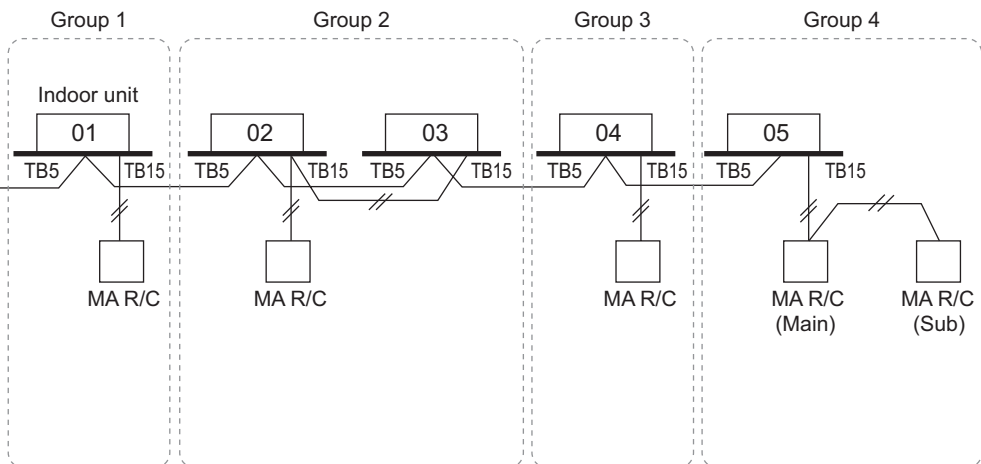 Group 1
Group 2
Group 3
Group 4
Indoor unit
01
02
03
04
05
TB5
TB15
TB5
TB15
TB5
TB15
TB5
TB15
TB5
TB15
MA R/C
MA R/C
MA R/C
MA R/C
(Main)
MA R/C
(Sub)